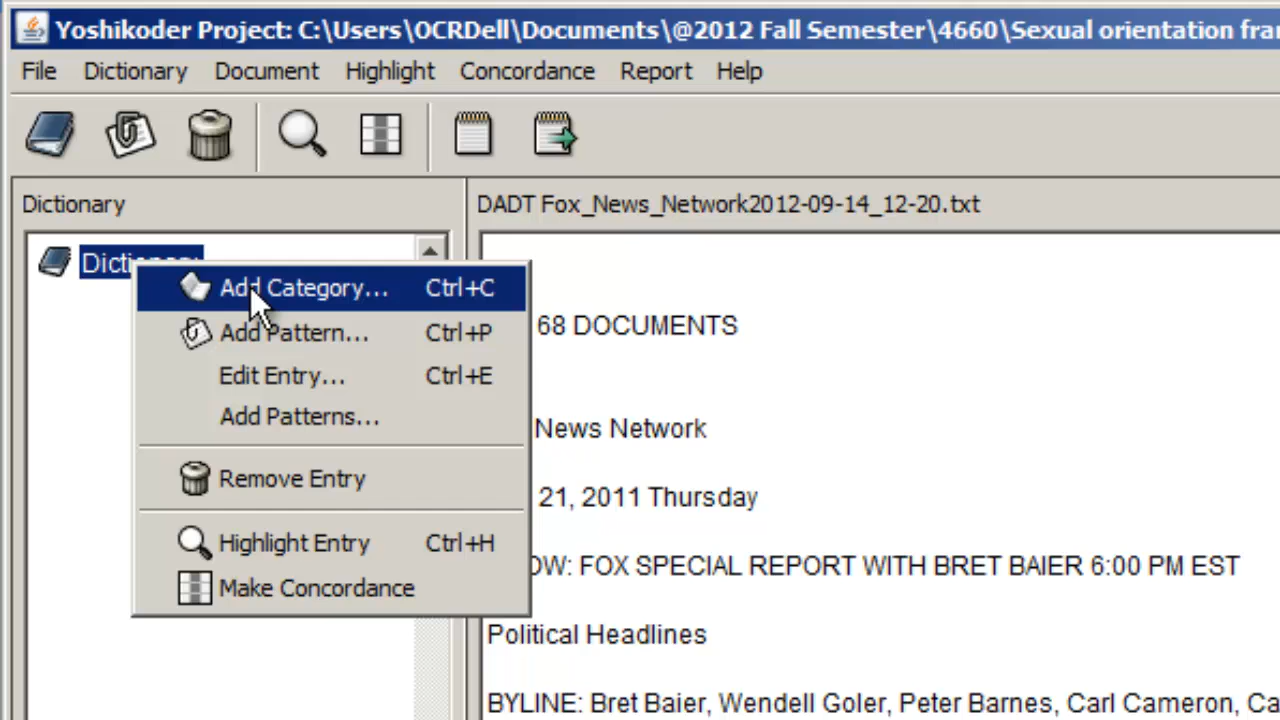 Yoshikoder Project: C:\Users\OCRDell\Documents\@2012 Fall Semester\4660\Sexual orientation
File Dictionary Document Highlight Concordance Report Help
Dictionary
DADT Fox_News_Network2012-09-14_12-20.txt
Add Category... Ctrl+C
Add Pattern... Ctrl+P
Edit Entry... Ctrl+E
Add Patterns...
Remove Entry
Highlight Entry Ctrl+H
Make Concordance
68 DOCUMENTS
News Network
21, 2011 Thursday
FOX SPECIAL REPORT WITH BRET BAIER 6:00 PM EST
Political Headlines
BYLINE: Bret Baier, Wendell Goler, Peter Barnes, Carl Cameron,